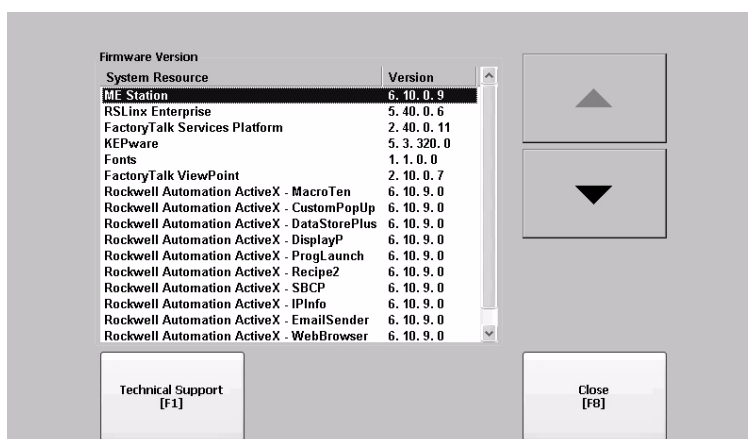 Firmware Version
System Resource Version
ME Station 6. 10. 0. 9
RSLinx Enterprise 5. 40. 0. 6
FactoryTalk Services Platform 2. 40. 0. 11
KEPware 5. 3. 320. 0
Fonts 1. 1. 0. 0
FactoryTalk ViewPoint 2. 10. 0. 7
Rockwell Automation ActiveX - MacroTen 6. 10. 9. 0
Rockwell Automation ActiveX - CustomPopUp 6. 10. 9. 0
Rockwell Automation ActiveX - DataStorePlus 6. 10. 9. 0
Rockwell Automation ActiveX - DisplayP 6. 10. 9. 0
Rockwell Automation ActiveX - ProgLaunch 6. 10. 9. 0
Rockwell Automation ActiveX - Recipe2 6. 10. 9. 0
Rockwell Automation ActiveX - SBCP 6. 10. 9. 0
Rockwell Automation ActiveX - IPInfo 6. 10. 9. 0
Rockwell Automation ActiveX - EmailSender 6. 10. 9. 0
Rockwell Automation ActiveX - WebBrowser 6. 10. 9. 0
Technical Support
[F1]
Close
[F8]